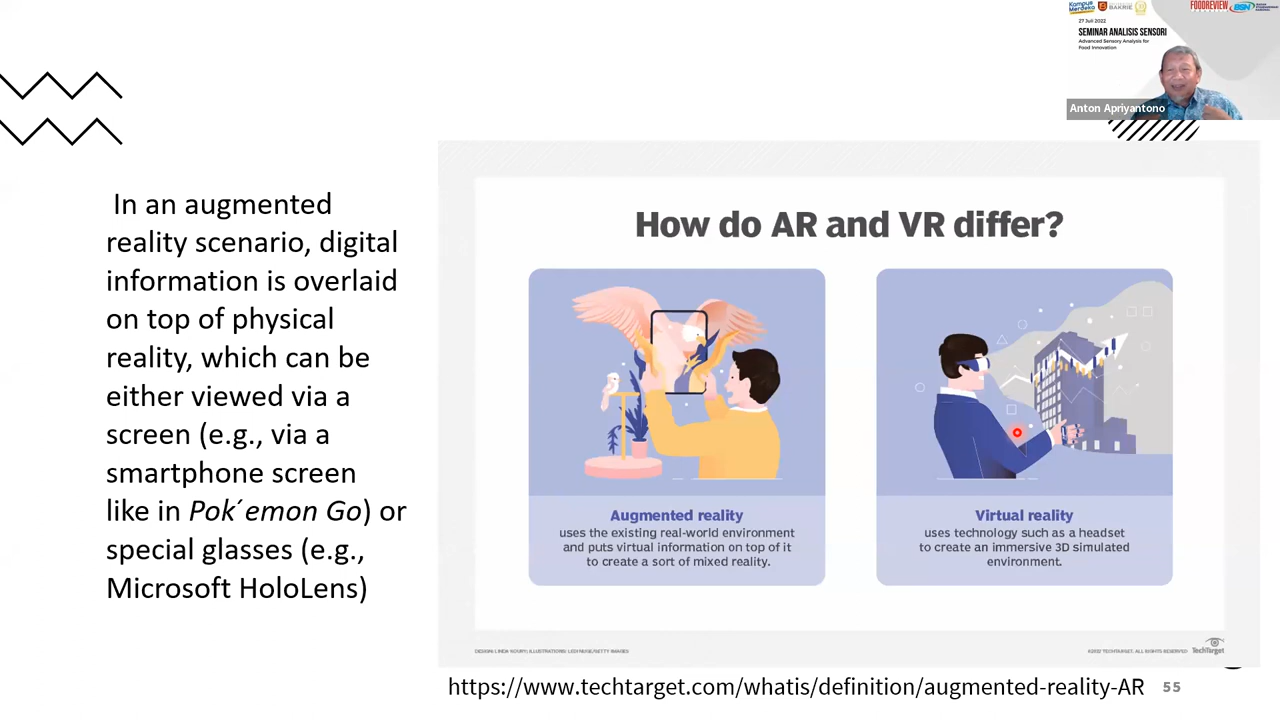 Kampus
Merdeka
BAKRIE
FOODREVIEW
BSN
27 Juli 2022
SEMINAR ANALISIS SENSORI
Advanced Sensory Analysis for
Food Innovation
Anton Apriyantono
In an augmented
reality scenario, digital
information is overlaid
on top of physical
reality, which can be
either viewed via a
screen (e.g., via a
smartphone screen
like in Pok´emon Go) or
special glasses (e.g.,
Microsoft HoloLens)
How do AR and VR differ?
Augmented reality
uses the existing real-world environment
and puts virtual information on top of it
to create a sort of mixed reality.
Virtual reality
uses technology such as a headset
to create an immersive 3D simulated
environment.
TechTarget
https://www.techtarget.com/whatis/definition/augmented-reality-AR
55